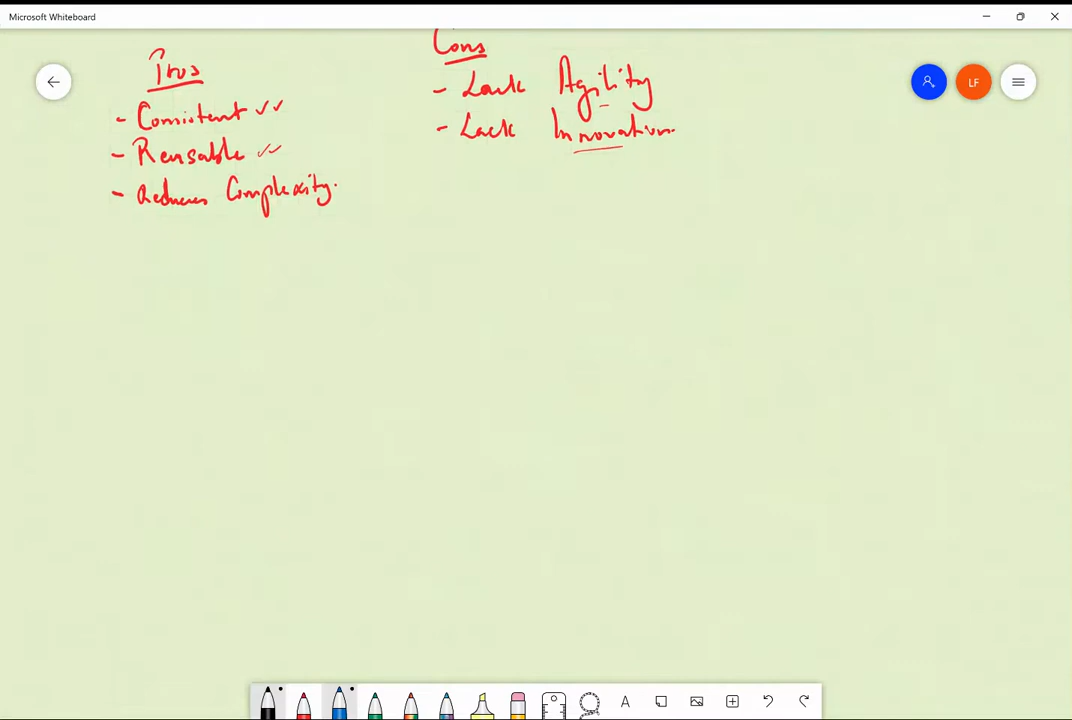 Microsoft Whiteboard
Pros
- Consistent ✓✓
- Reusable ✓
- Reduces Complexity.
Cons
- Lack Agility
- Lack Innovation.
LF
A